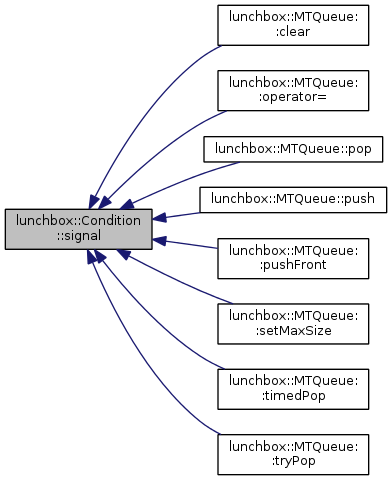 lunchbox::MTQueue:
:clear
lunchbox::MTQueue:
:operator=
lunchbox::MTQueue::pop
lunchbox::MTQueue::push
lunchbox::Condition
::signal
lunchbox::MTQueue:
:pushFront
lunchbox::MTQueue:
:setMaxSize
lunchbox::MTQueue:
:timedPop
lunchbox::MTQueue:
:tryPop